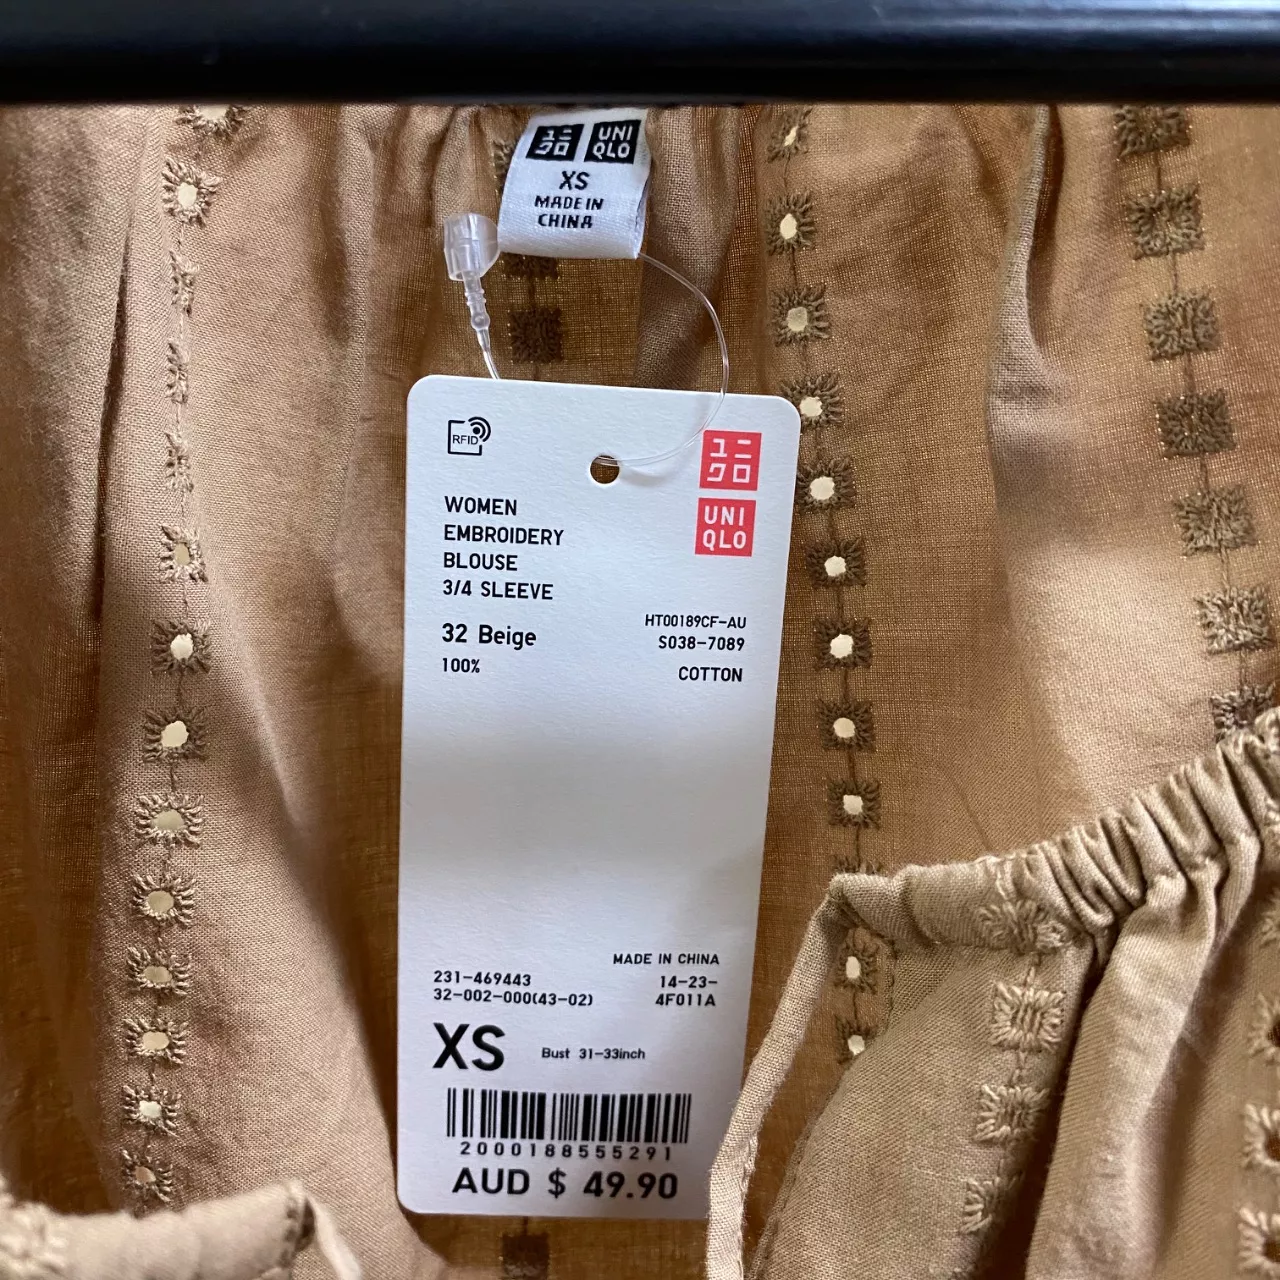 ユニ UNI
クロ QLO
XS
MADE IN
CHINA
RFID
ユニ
クロ
UNI
QLO
WOMEN
EMBROIDERY
BLOUSE
3/4 SLEEVE
HT00189CF-AU
32 Beige S038-7089
100% COTTON
MADE IN CHINA
231-469443 14-23-
32-002-000(43-02) 4F011A
XS Bust 31-33inch
2000188555291
AUD $ 49.90